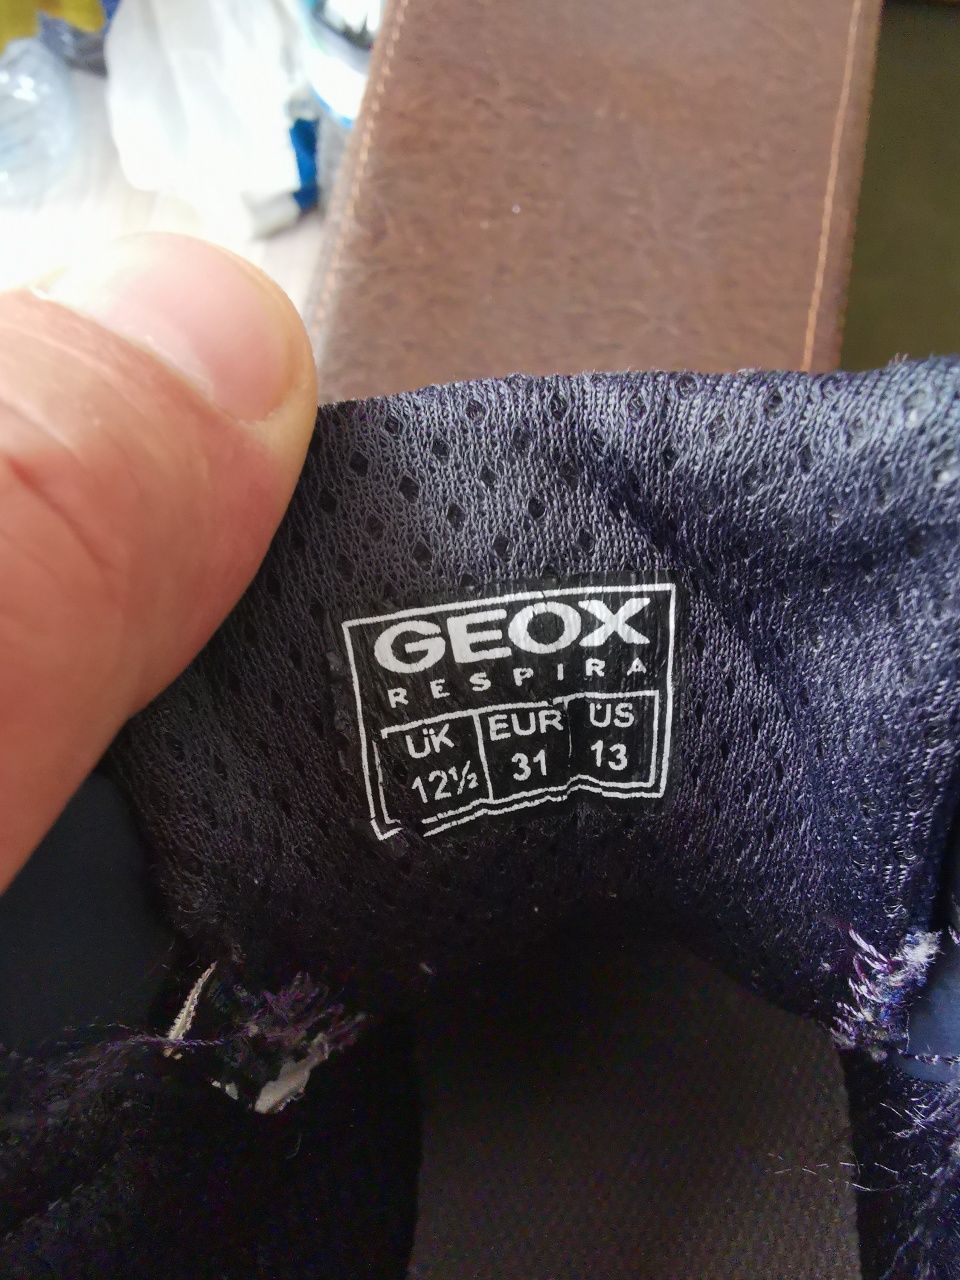 GEOX
RESPIRA
UK EUR US
12½ 31 13